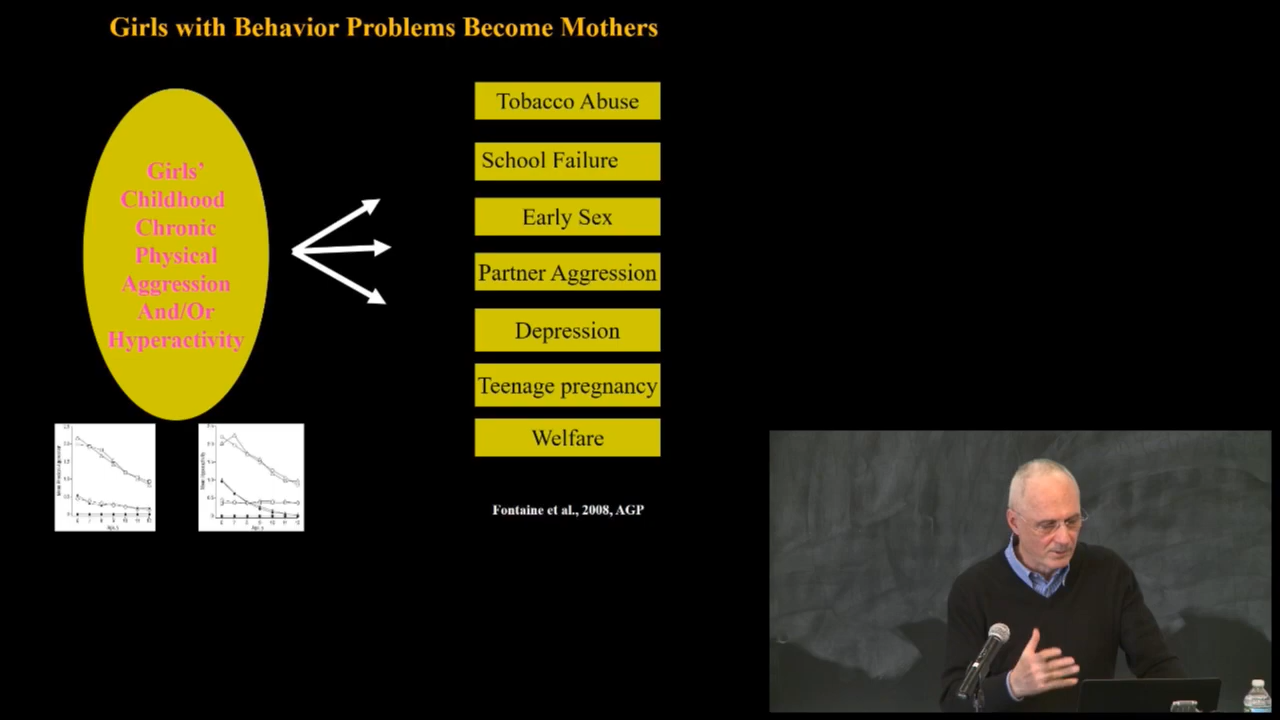 Girls with Behavior Problems Become Mothers
Girls’
Childhood
Chronic
Physical
Aggression
And/Or
Hyperactivity
Tobacco Abuse
School Failure
Early Sex
Partner Aggression
Depression
Teenage pregnancy
Welfare
Fontaine et al., 2008, AGP